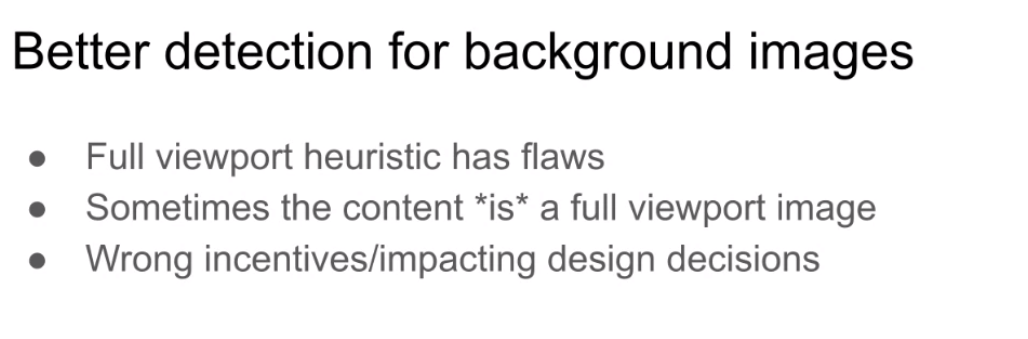 Better detection for background images
● Full viewport heuristic has flaws
● Sometimes the content *is* a full viewport image
● Wrong incentives/impacting design decisions